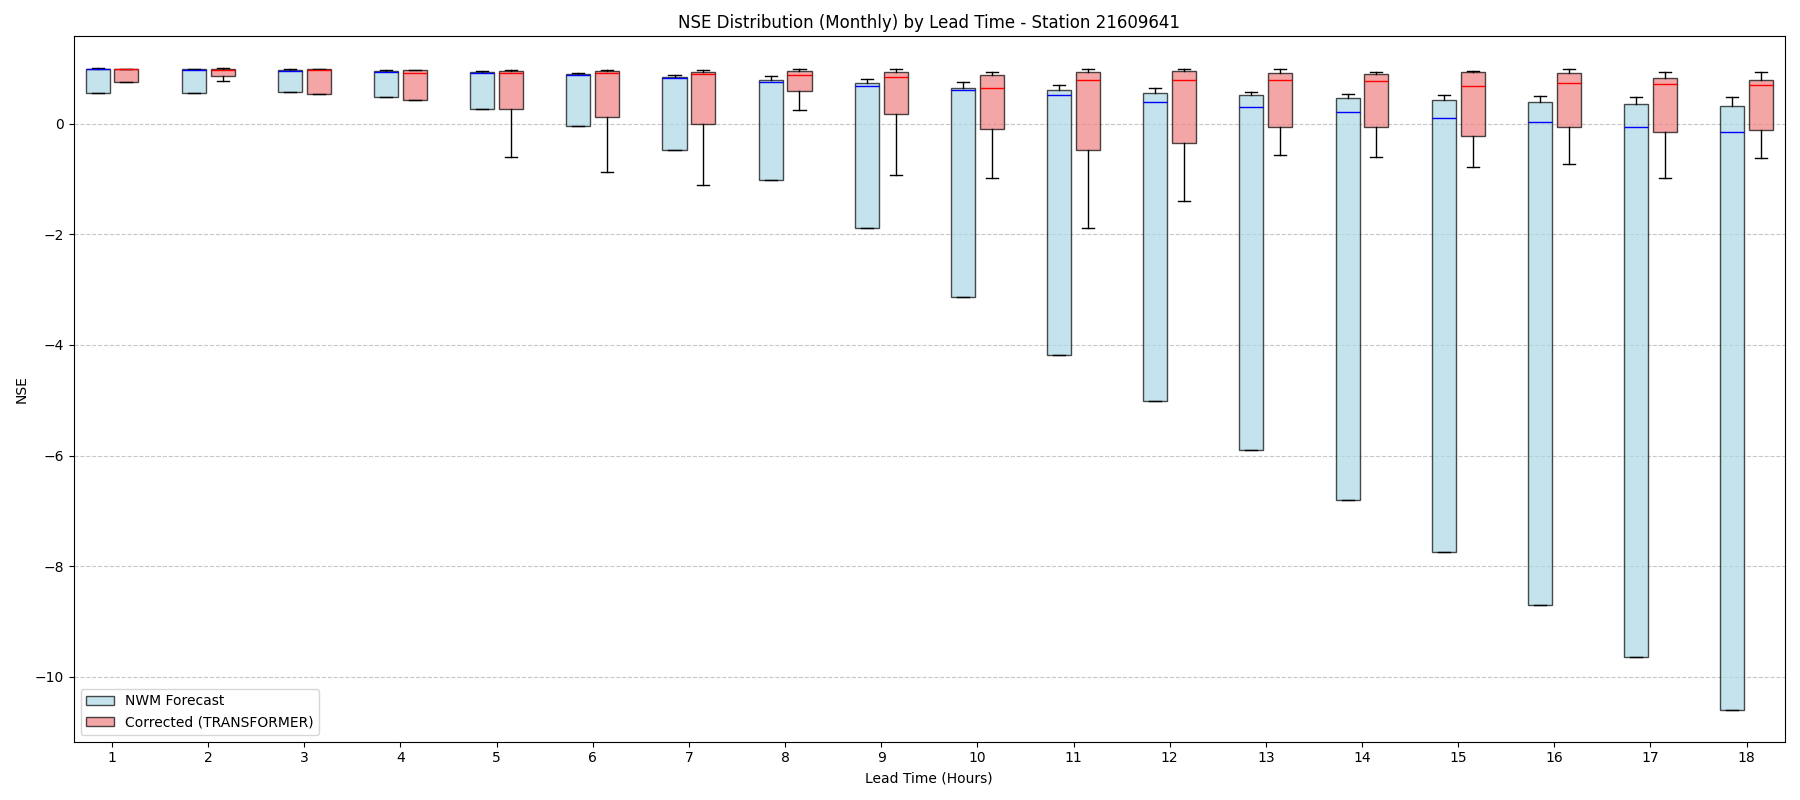 NSE Distribution (Monthly) by Lead Time - Station 21609641
NSE
0
−2
−4
−6
−8
−10
NWM Forecast
Corrected (TRANSFORMER)
1 2 3 4 5 6 7 8 9 10 11 12 13 14 15 16 17 18
Lead Time (Hours)